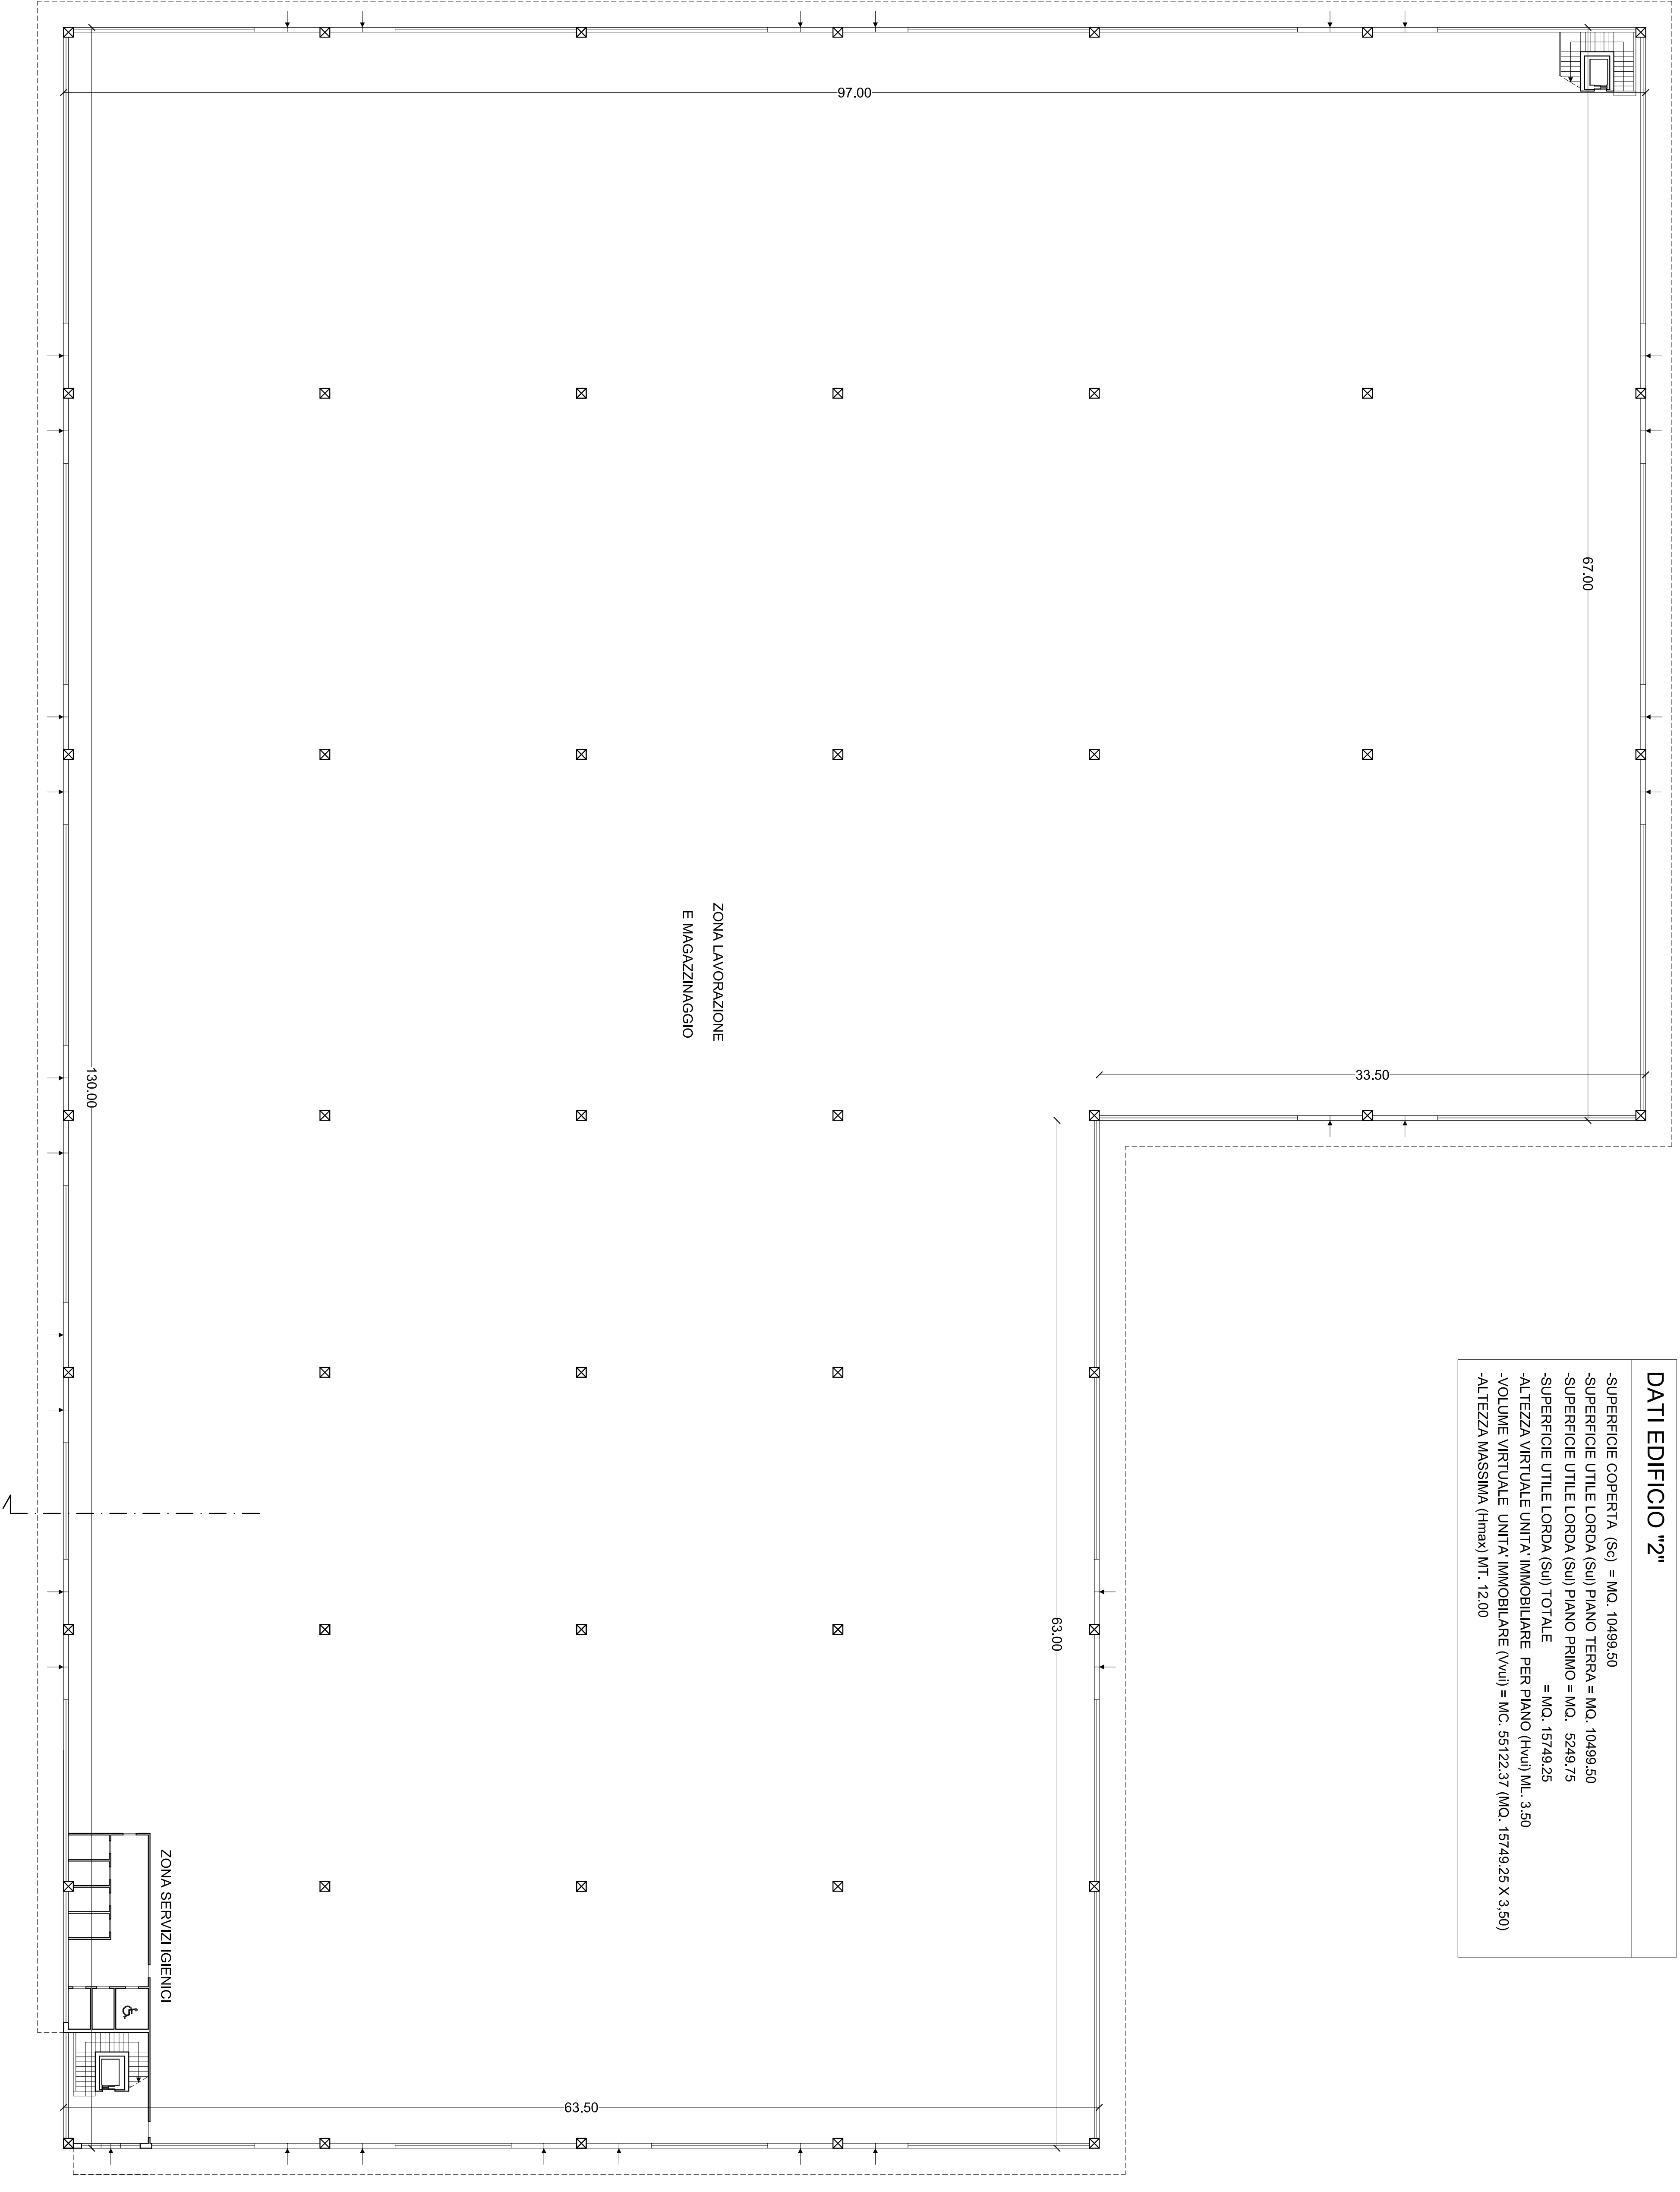 DATI EDIFICIO "2"
-SUPERFICIE COPERTA (Sc) = MQ. 10499.50
-SUPERFICIE UTILE LORDA (Sul) PIANO TERRA = MQ. 10499.50
-SUPERFICIE UTILE LORDA (Sul) PIANO PRIMO = MQ. 5249.75
-SUPERFICIE UTILE LORDA (Sul) TOTALE = MQ. 15749.25
-ALTEZZA VIRTUALE UNITA' IMMOBILIARE PER PIANO (Hvui) ML. 3.50
-VOLUME VIRTUALE UNITA' IMMOBILARE (Vvui) = MC. 55122.37 (MQ. 15749.25 X 3,50)
-ALTEZZA MASSIMA (Hmax) MT. 12.00
97.00
67.00
33.50
ZONA LAVORAZIONE
E MAGAZZINAGGIO
130.00
63.00
ZONA SERVIZI IGIENICI
63.50